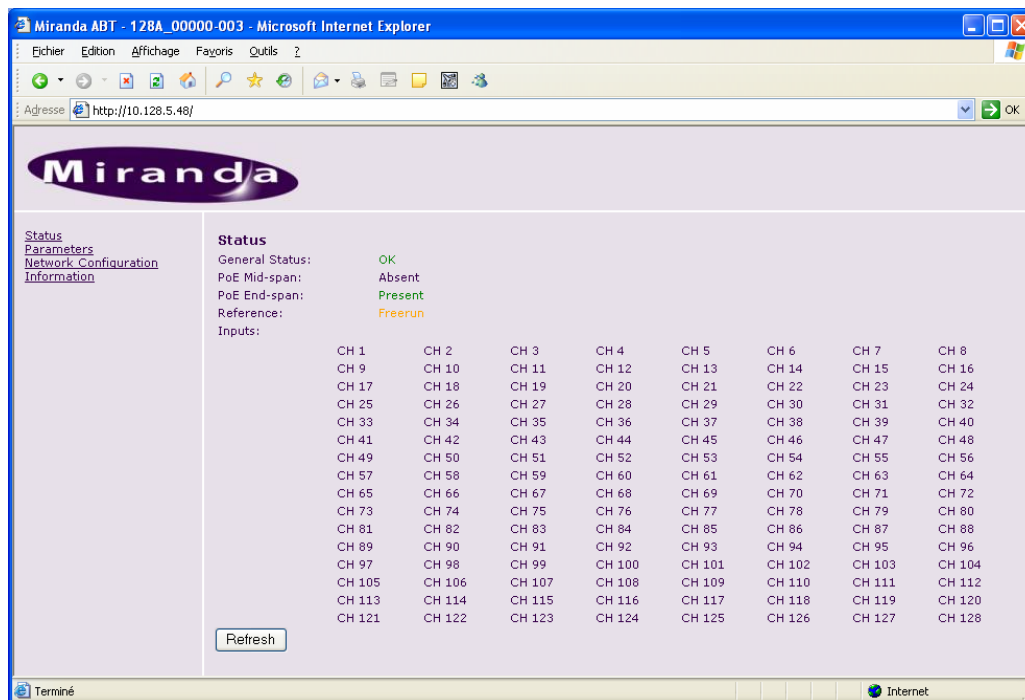 Miranda ABT - 128A_00000-003 - Microsoft Internet Explorer
Fichier Edition Affichage Favoris Outils ?
Adresse http://10.128.5.48/ OK
Miranda
Status
Parameters
Network Configuration
Information
Status
General Status: OK
PoE Mid-span: Absent
PoE End-span: Present
Reference: Freerun
Inputs:
CH 1 CH 2 CH 3 CH 4 CH 5 CH 6 CH 7 CH 8
CH 9 CH 10 CH 11 CH 12 CH 13 CH 14 CH 15 CH 16
CH 17 CH 18 CH 19 CH 20 CH 21 CH 22 CH 23 CH 24
CH 25 CH 26 CH 27 CH 28 CH 29 CH 30 CH 31 CH 32
CH 33 CH 34 CH 35 CH 36 CH 37 CH 38 CH 39 CH 40
CH 41 CH 42 CH 43 CH 44 CH 45 CH 46 CH 47 CH 48
CH 49 CH 50 CH 51 CH 52 CH 53 CH 54 CH 55 CH 56
CH 57 CH 58 CH 59 CH 60 CH 61 CH 62 CH 63 CH 64
CH 65 CH 66 CH 67 CH 68 CH 69 CH 70 CH 71 CH 72
CH 73 CH 74 CH 75 CH 76 CH 77 CH 78 CH 79 CH 80
CH 81 CH 82 CH 83 CH 84 CH 85 CH 86 CH 87 CH 88
CH 89 CH 90 CH 91 CH 92 CH 93 CH 94 CH 95 CH 96
CH 97 CH 98 CH 99 CH 100 CH 101 CH 102 CH 103 CH 104
CH 105 CH 106 CH 107 CH 108 CH 109 CH 110 CH 111 CH 112
CH 113 CH 114 CH 115 CH 116 CH 117 CH 118 CH 119 CH 120
CH 121 CH 122 CH 123 CH 124 CH 125 CH 126 CH 127 CH 128
Refresh
Terminé Internet